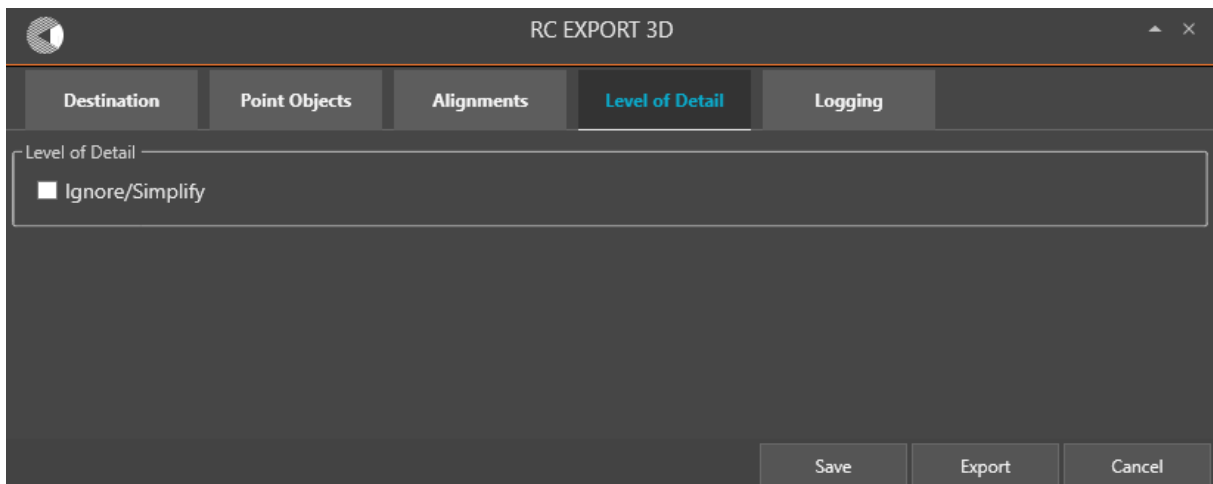 RC EXPORT 3D
Destination Point Objects Alignments Level of Detail Logging
Level of Detail
Ignore/Simplify
Save Export Cancel